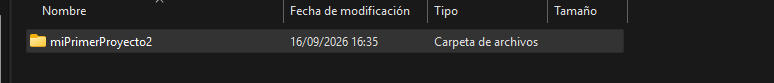 Nombre Fecha de modificación Tipo Tamaño
miPrimerProyecto2 16/09/2026 16:35 Carpeta de archivos